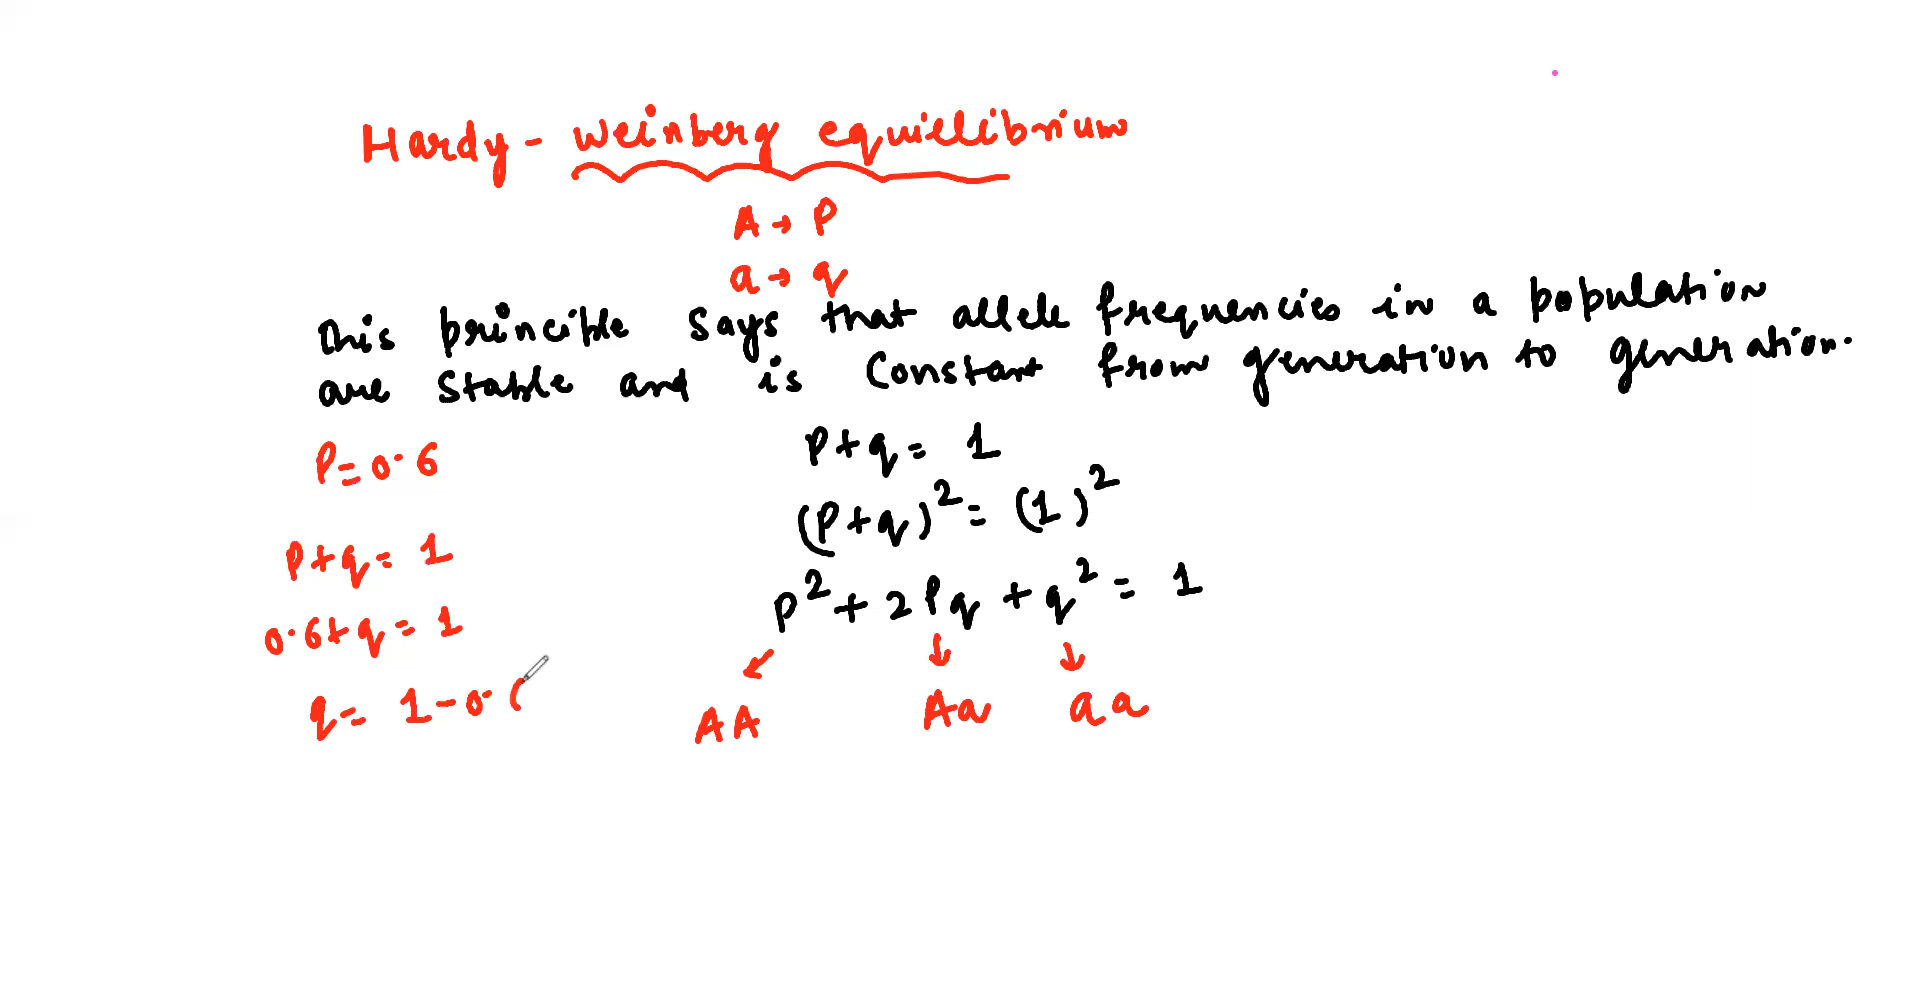 Hardy - Weinberg equielibrium
A → P
a → q
This principle says that allele frequencies in a population
are stable and is constant from generation to generation.
P = 0.6
P + q = 1
0.6 + q = 1
q = 1 - 0.
P + q = 1
(P + q)² = (1)²
P² + 2Pq + q² = 1
AA Aa aa